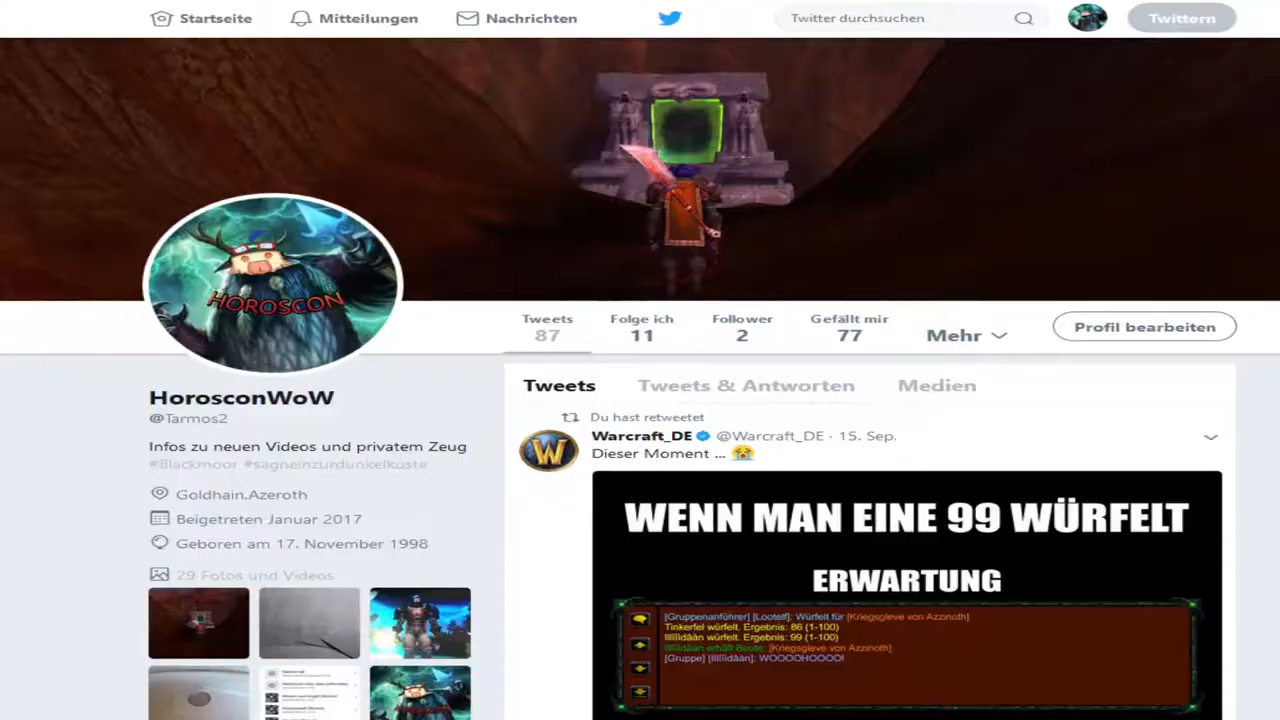 Startseite Mitteilungen Nachrichten Twitter durchsuchen Twittern
HOROSCON
Tweets Folge ich Follower Gefällt mir
87 11 2 77 Mehr Profil bearbeiten
HorosconWoW
@Tarmos2
Infos zu neuen Videos und privatem Zeug
#Blackmoor #sagneinzurdunkelküste
Goldhain,Azeroth
Beigetreten Januar 2017
Geboren am 17. November 1998
29 Fotos und Videos
Tweets Tweets & Antworten Medien
Du hast retweetet
Warcraft_DE @Warcraft_DE · 15. Sep.
Dieser Moment ... 😭
WENN MAN EINE 99 WÜRFELT
ERWARTUNG
[Gruppenanführer] [Lootelf]: Würfelt für [Kriegsgleve von Azzinoth]
Tinkerfel würfelt. Ergebnis: 86 (1-100)
würfelt. Ergebnis: 99 (1-100)
erhält Beute: [Kriegsgleve von Azzinoth]
[Gruppe] WOOOOHOOOO!